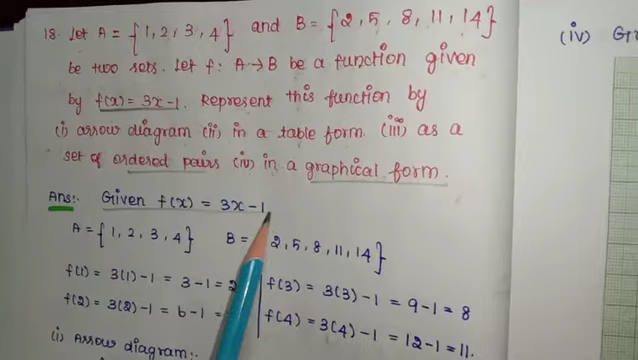 18. Let A = {1, 2, 3, 4} and B = {2, 5, 8, 11, 14}
be two sets. Let f: A→B be a function given
by f(x) = 3x-1. Represent this function by
(i) arrow diagram (ii) in a table form (iii) as a
set of ordered pairs (iv) in a graphical form.
Ans: Given f(x) = 3x-1
A = {1, 2, 3, 4} B = 2, 5, 8, 11, 14}
f(1) = 3(1)-1 = 3-1 = 2 f(3) = 3(3)-1 = 9-1 = 8
f(2) = 3(2)-1 = 6-1 = f(4) = 3(4)-1 = 12-1 = 11.
(i) Arrow diagram:
(iv)